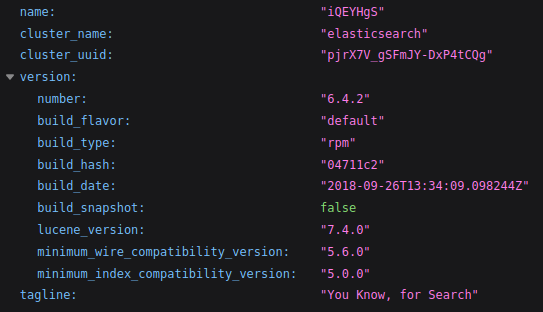 name: "iQEYHgS"
cluster_name: "elasticsearch"
cluster_uuid: "pjrX7V_gSFmJY-DxP4tCQg"
version:
number: "6.4.2"
build_flavor: "default"
build_type: "rpm"
build_hash: "04711c2"
build_date: "2018-09-26T13:34:09.098244Z"
build_snapshot: false
lucene_version: "7.4.0"
minimum_wire_compatibility_version: "5.6.0"
minimum_index_compatibility_version: "5.0.0"
tagline: "You Know, for Search"